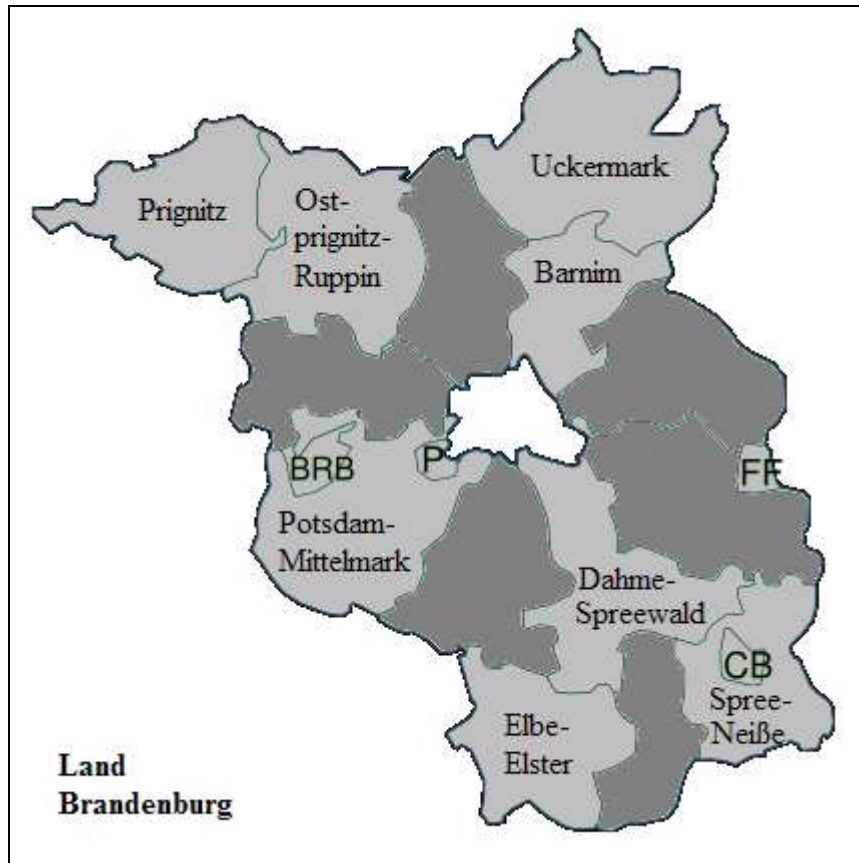 Uckermark
Prignitz
Ost-
prignitz-
Ruppin
Barnim
BRB
P
FF
Potsdam-
Mittelmark
Dahme-
Spreewald
CB
Spree-
Neiße
Elbe-
Elster
Land
Brandenburg